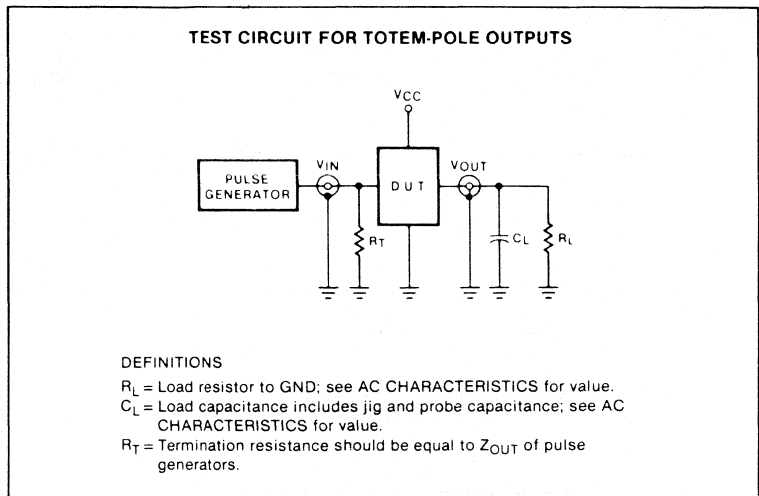 TEST CIRCUIT FOR TOTEM-POLE OUTPUTS
VCC
VIN
VOUT
PULSE
GENERATOR
DUT
RT
CL
RL
DEFINITIONS
RL = Load resistor to GND; see AC CHARACTERISTICS for value.
CL = Load capacitance includes jig and probe capacitance; see AC
CHARACTERISTICS for value.
RT = Termination resistance should be equal to ZOUT of pulse
generators.